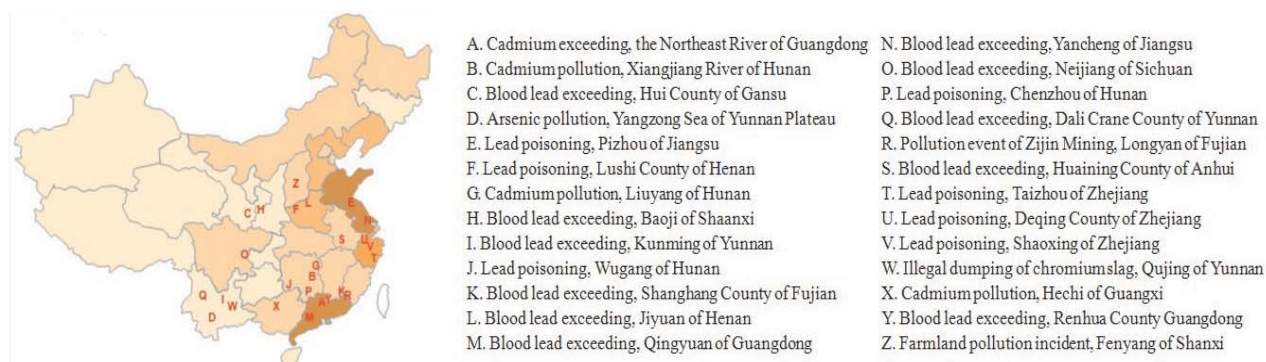 A. Cadmium exceeding, the Northeast River of Guangdong
B. Cadmium pollution, Xiangjiang River of Hunan
C. Blood lead exceeding, Hui County of Gansu
D. Arsenic pollution, Yangzong Sea of Yunnan Plateau
E. Lead poisoning, Pizhou of Jiangsu
F. Lead poisoning, Lushi County of Henan
G. Cadmium pollution, Liuyang of Hunan
H. Blood lead exceeding, Baoji of Shaanxi
I. Blood lead exceeding, Kunming of Yunnan
J. Lead poisoning, Wugang of Hunan
K. Blood lead exceeding, Shanghang County of Fujian
L. Blood lead exceeding, Jiyuan of Henan
M. Blood lead exceeding, Qingyuan of Guangdong
N. Blood lead exceeding, Yancheng of Jiangsu
O. Blood lead exceeding, Neijiang of Sichuan
P. Lead poisoning, Chenzhou of Hunan
Q. Blood lead exceeding, Dali Crane County of Yunnan
R. Pollution event of Zijin Mining, Longyan of Fujian
S. Blood lead exceeding, Huaining County of Anhui
T. Lead poisoning, Taizhou of Zhejiang
U. Lead poisoning, Deqing County of Zhejiang
V. Lead poisoning, Shaoxing of Zhejiang
W. Illegal dumping of chromium slag, Qujing of Yunnan
X. Cadmium pollution, Hechi of Guangxi
Y. Blood lead exceeding, Renhua County Guangdong
Z. Farmland pollution incident, Fenyang of Shanxi
Z
L
E
C H
F
N
S U
V
O
T
G
B
J
P
K R
Q I
W
A Y
X
D
M